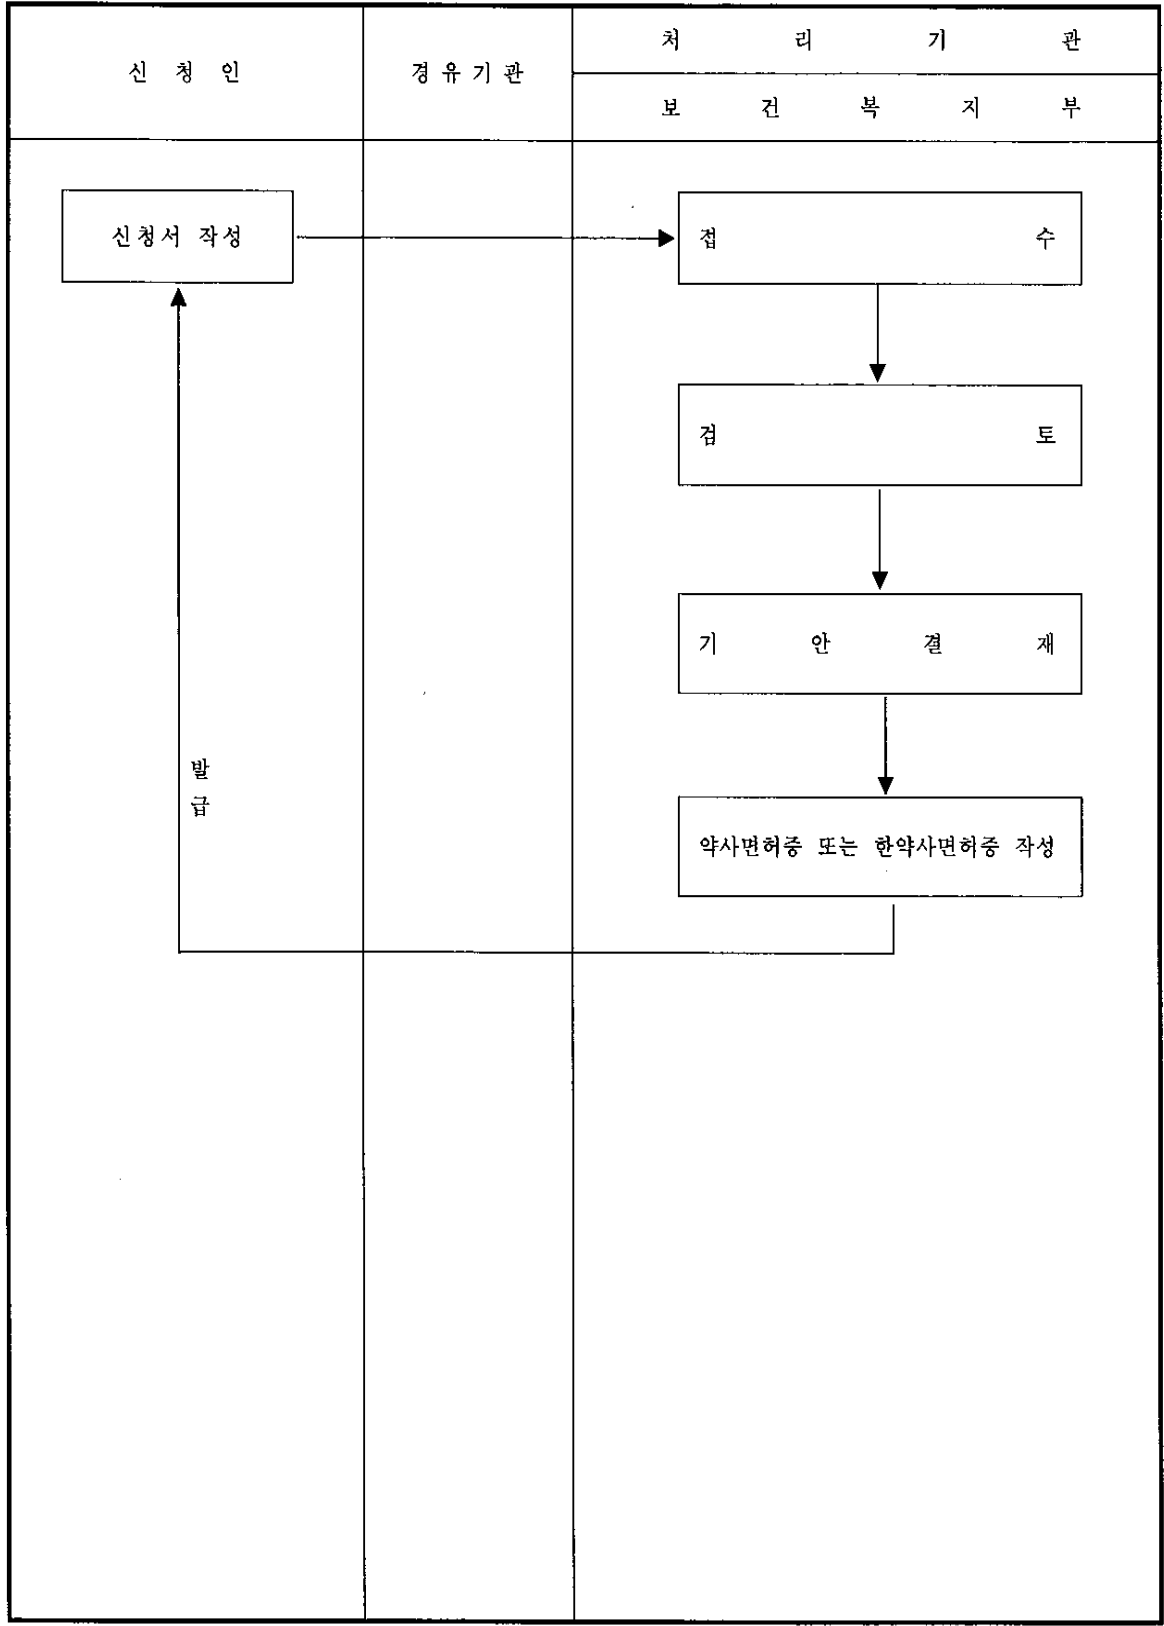 신 청 인
경유기관
처 리 기 관
보 건 복 지 부
신청서 작성
접 수
검 토
기 안 결 재
발
급
약사면허증 또는 한약사면허증 작성